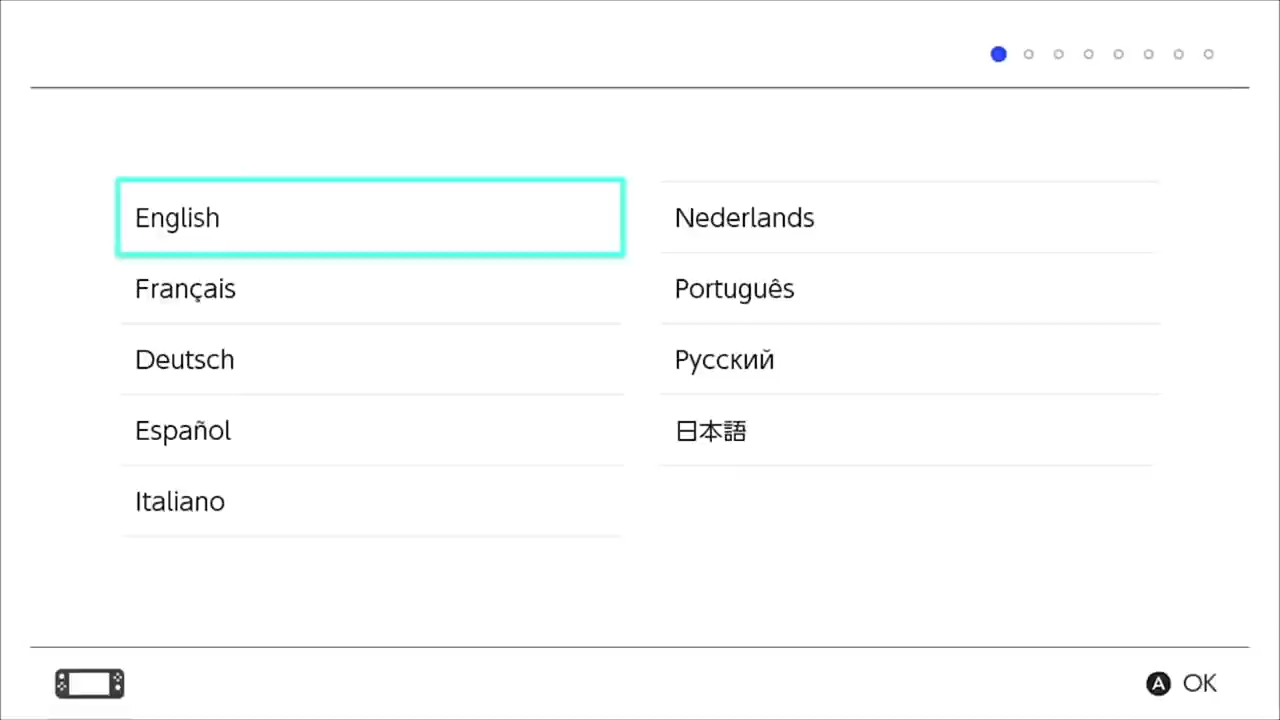 English
Français
Deutsch
Español
Italiano
Nederlands
Português
Русский
日本語
A OK